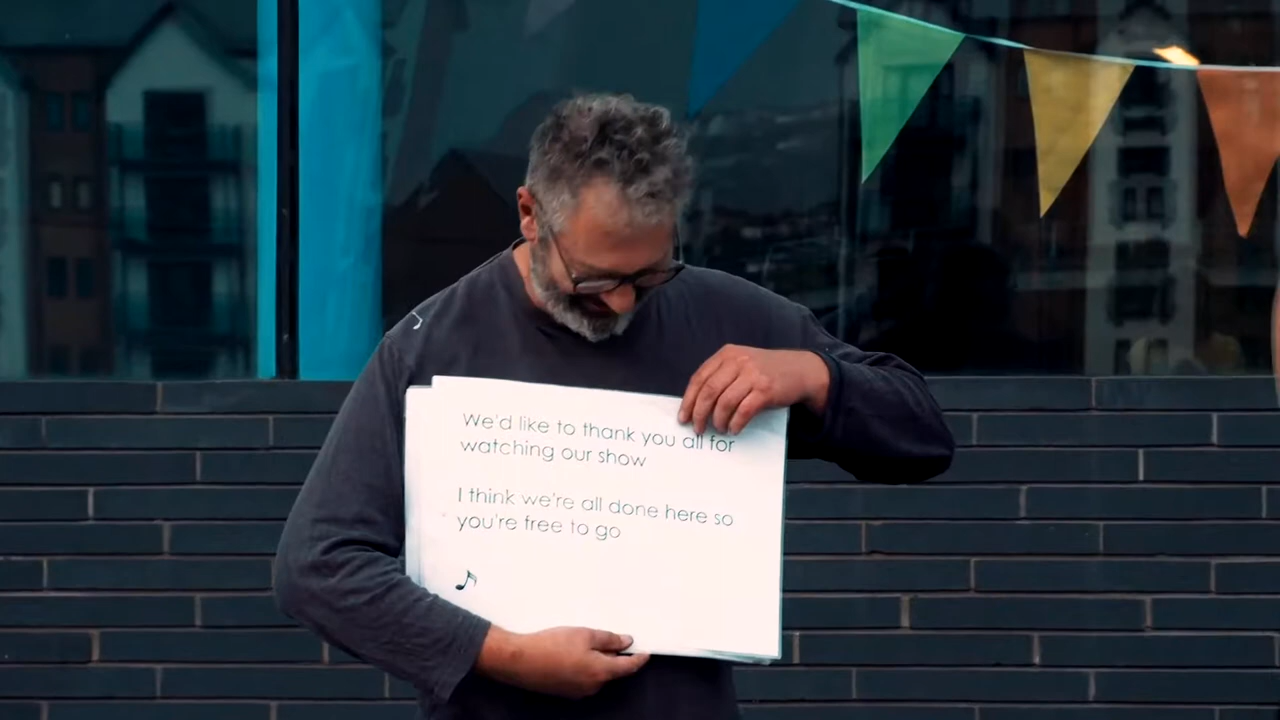 We'd like to thank you all for
watching our show
I think we're all done here so
you're free to go